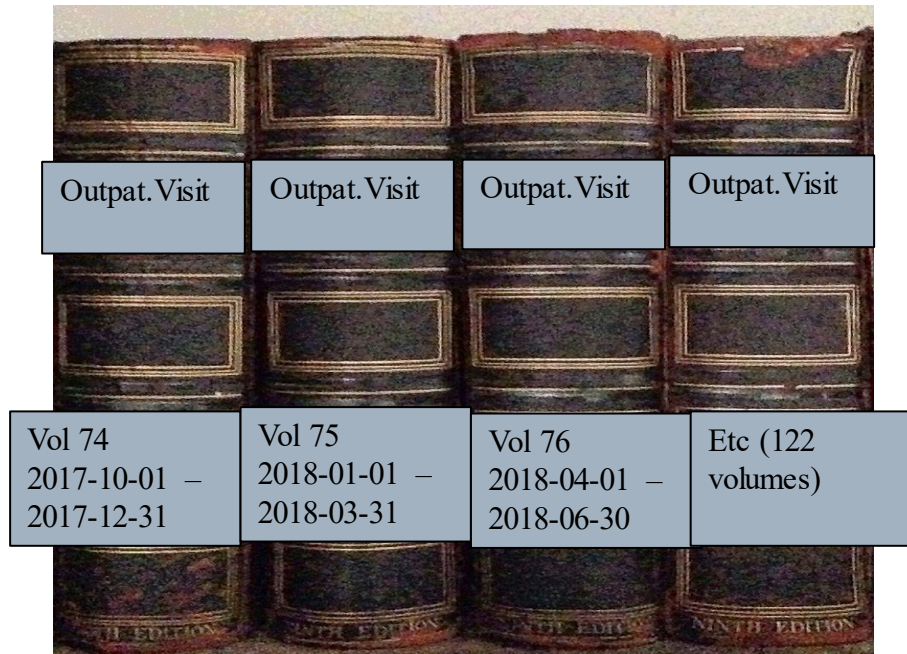 Outpat.Visit
Outpat.Visit
Outpat.Visit
Outpat.Visit
Vol 74
2017-10-01 –
2017-12-31
Vol 75
2018-01-01 –
2018-03-31
Vol 76
2018-04-01 –
2018-06-30
Etc (122
volumes)
NINTH EDITION
NINTH EDITION
NINTH EDITION
NINTH EDITION